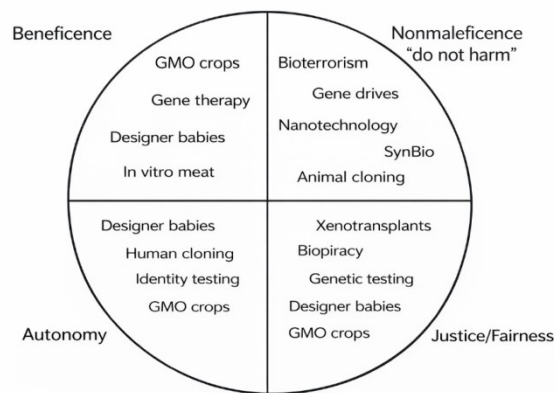 Beneficence
Nonmaleficence
“do not harm”
GMO crops
Gene therapy
Designer babies
In vitro meat
Bioterrorism
Gene drives
Nanotechnology
SynBio
Animal cloning
Designer babies
Human cloning
Identity testing
GMO crops
Autonomy
Xenotransplants
Biopiracy
Genetic testing
Designer babies
GMO crops
Justice/Fairness